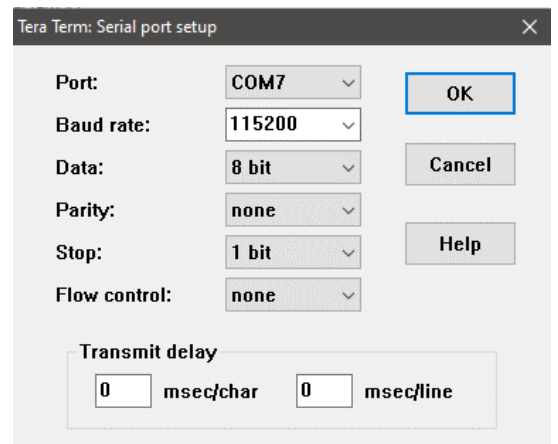 Tera Term: Serial port setup
Port: COM7 OK
Baud rate: 115200
Data: 8 bit Cancel
Parity: none
Stop: 1 bit Help
Flow control: none
Transmit delay
0 msec/char 0 msec/line